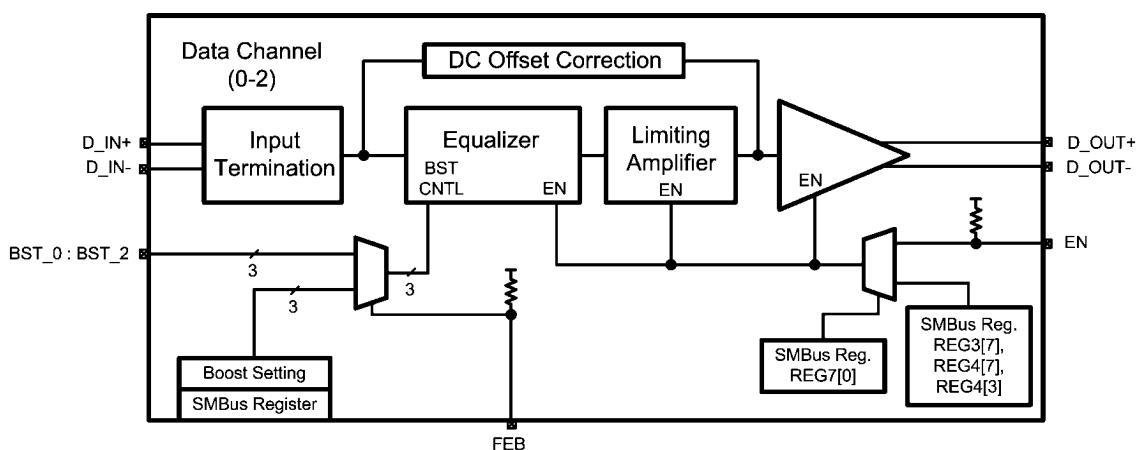 Data Channel
(0-2)
DC Offset Correction
D_IN+
D_IN-
Input
Termination
Equalizer
BST
CNTL
EN
Limiting
Amplifier
EN
EN
D_OUT+
D_OUT-
EN
BST_0 : BST_2
3
3
3
Boost Setting
SMBus Register
FEB
SMBus Reg.
REG7[0]
SMBus Reg.
REG3[7],
REG4[7],
REG4[3]